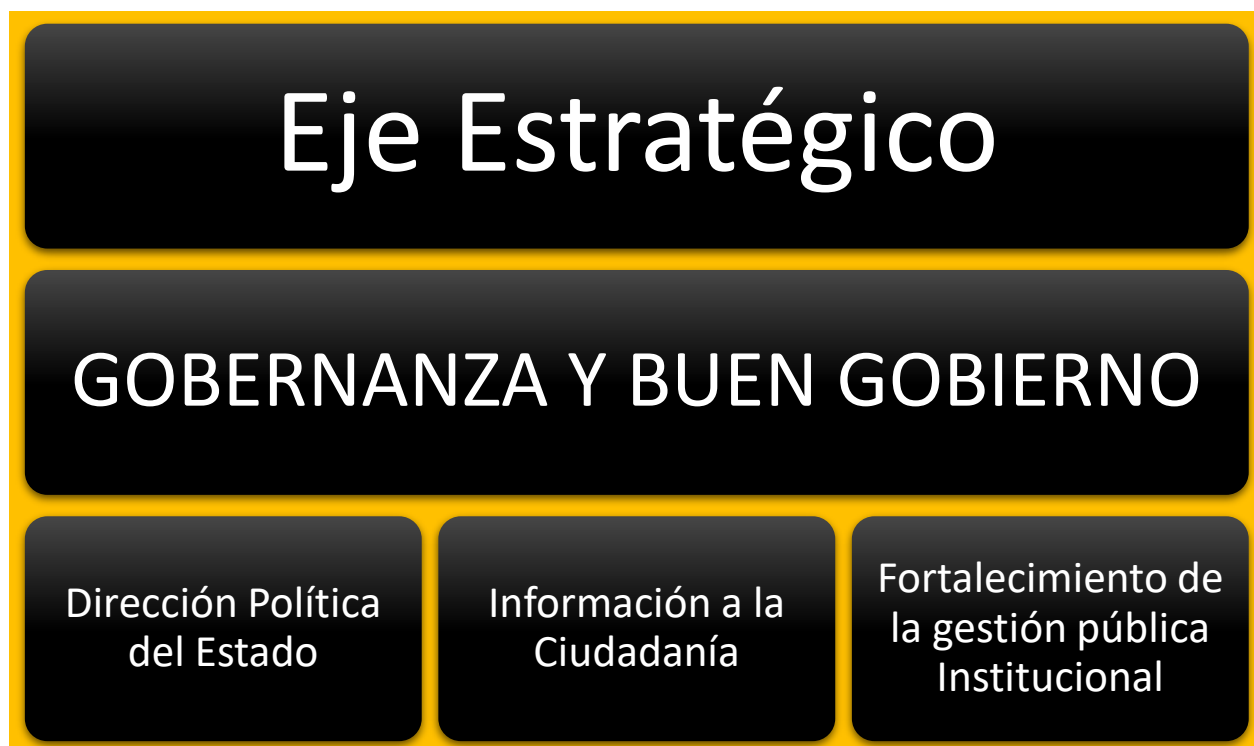 Eje Estratégico
GOBERNANZA Y BUEN GOBIERNO
Dirección Política
del Estado
Información a la
Ciudadanía
Fortalecimiento de
la gestión pública
Institucional